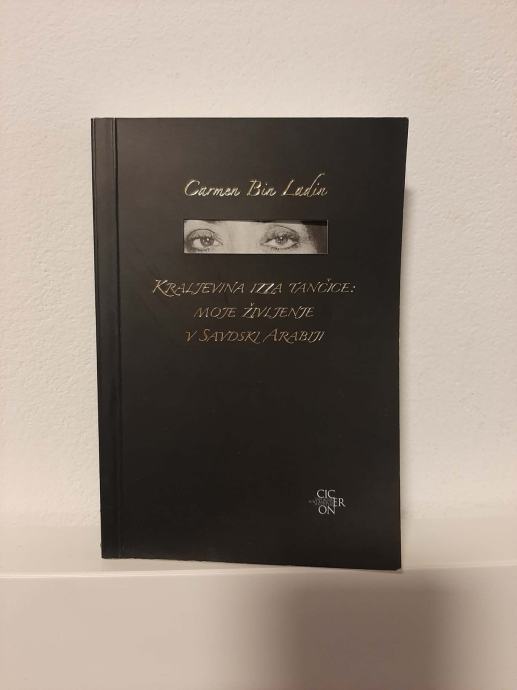 Carmen Bin Ladin
KRALJEVINA IZZA TANČICE:
MOJE ŽIVLJENJE
V SAVDSKI ARABIJI
CIC
ER
ON